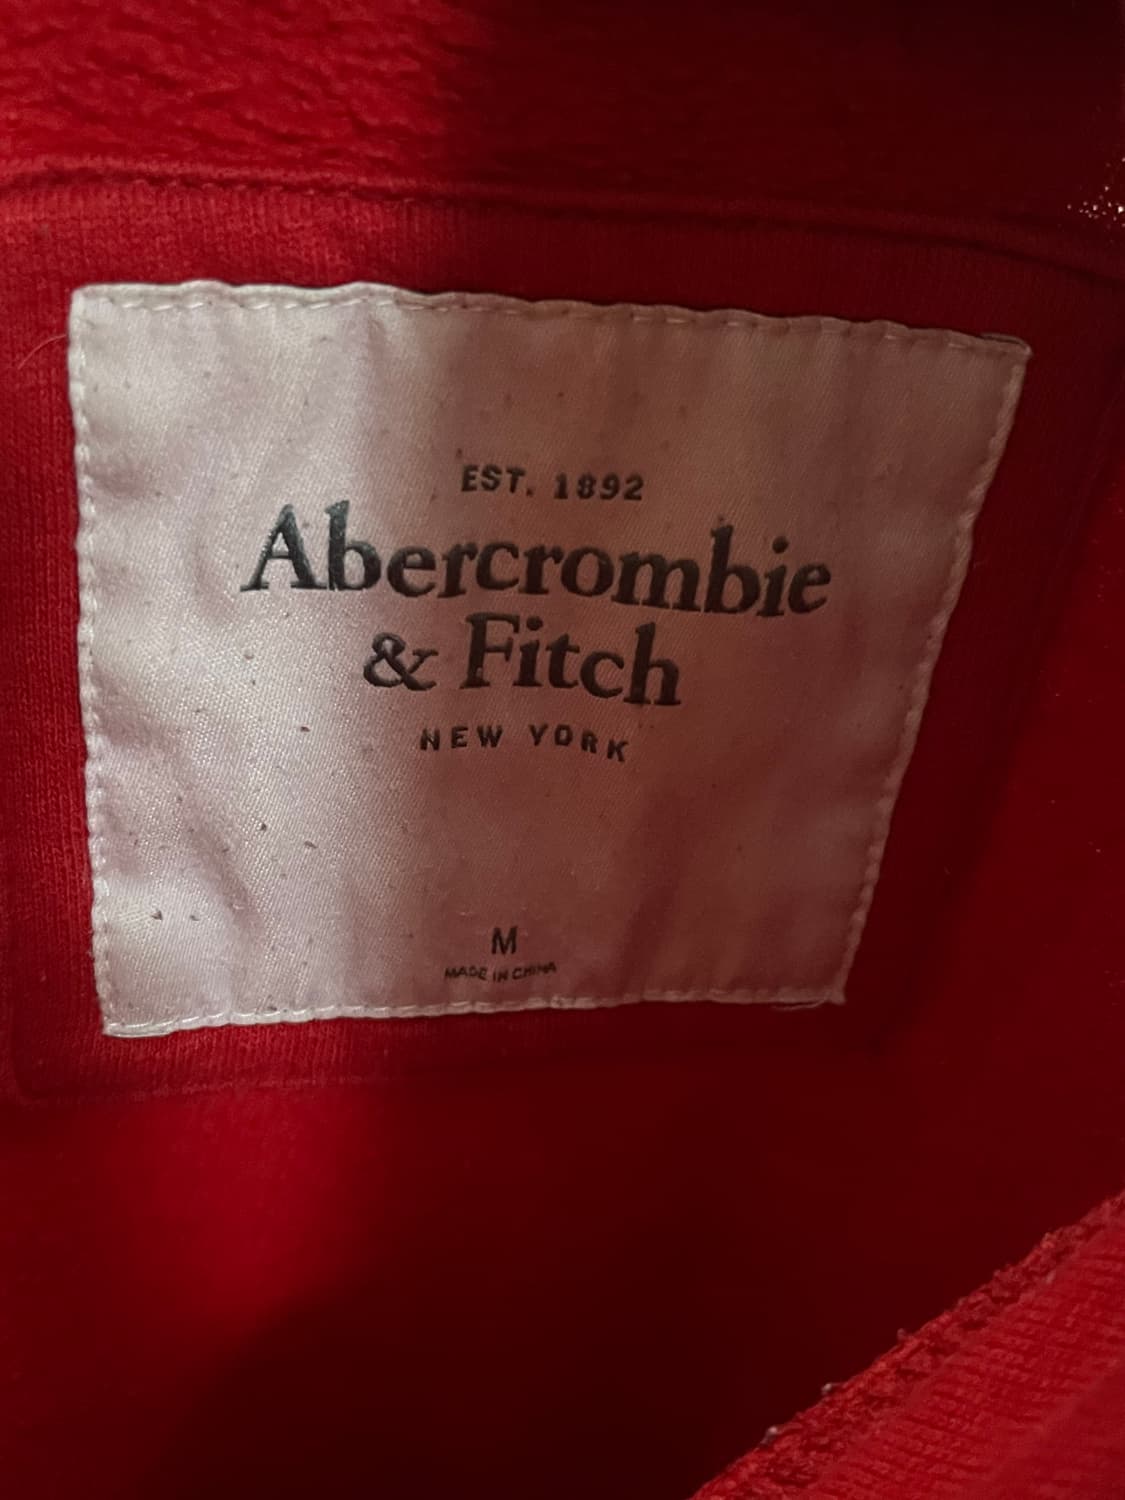 EST. 1892
Abercrombie
& Fitch
NEW YORK
M
MADE IN CHINA